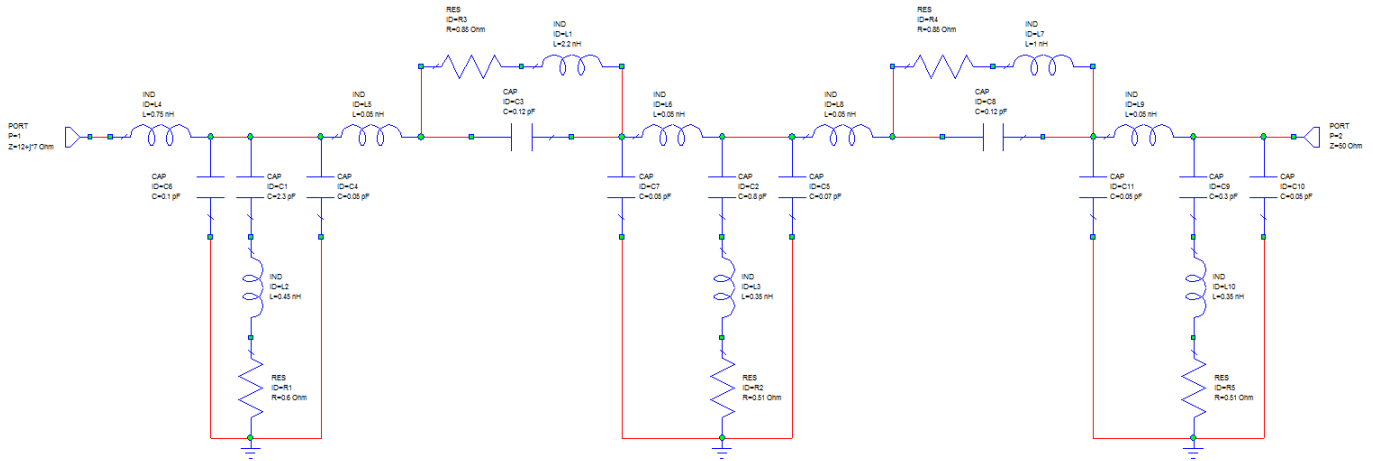 RES
ID=R3
R=0.85 Ohm
IND
ID=L1
L=2.2 nH
RES
ID=R4
R=0.85 Ohm
IND
ID=L7
L=1 nH
PORT
P=1
Z=12+j*7 Ohm
IND
ID=L4
L=0.75 nH
IND
ID=L5
L=0.05 nH
CAP
ID=C3
C=0.12 pF
IND
ID=L6
L=0.05 nH
IND
ID=L8
L=0.05 nH
CAP
ID=C8
C=0.12 pF
IND
ID=L9
L=0.05 nH
PORT
P=2
Z=50 Ohm
CAP
ID=C6
C=0.1 pF
CAP
ID=C1
C=2.3 pF
CAP
ID=C4
C=0.05 pF
CAP
ID=C7
C=0.05 pF
CAP
ID=C2
C=0.8 pF
CAP
ID=C5
C=0.07 pF
CAP
ID=C11
C=0.05 pF
CAP
ID=C9
C=0.3 pF
CAP
ID=C10
C=0.05 pF
IND
ID=L2
L=0.45 nH
IND
ID=L3
L=0.35 nH
IND
ID=L10
L=0.35 nH
RES
ID=R1
R=0.6 Ohm
RES
ID=R2
R=0.51 Ohm
RES
ID=R5
R=0.51 Ohm